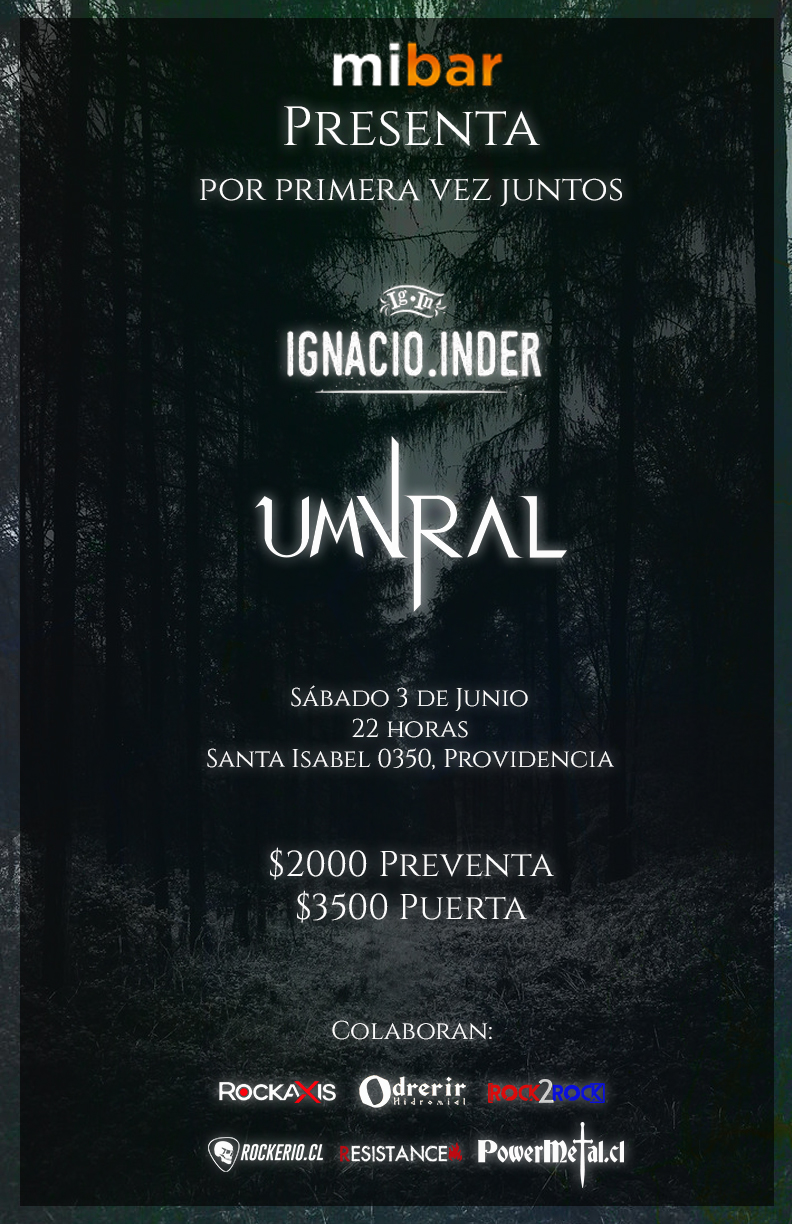 mibar
Presenta
por primera vez juntos
Ig•In
IGNACIO.INDER
UMVRAL
Sábado 3 de Junio
22 horas
Santa Isabel 0350, Providencia
$2000 Preventa
$3500 Puerta
Colaboran:
RockaXis Odrerir Hidromiel ROCK2ROCK
ROCKERIO.CL RESISTANCEIA PowerMetal.cl